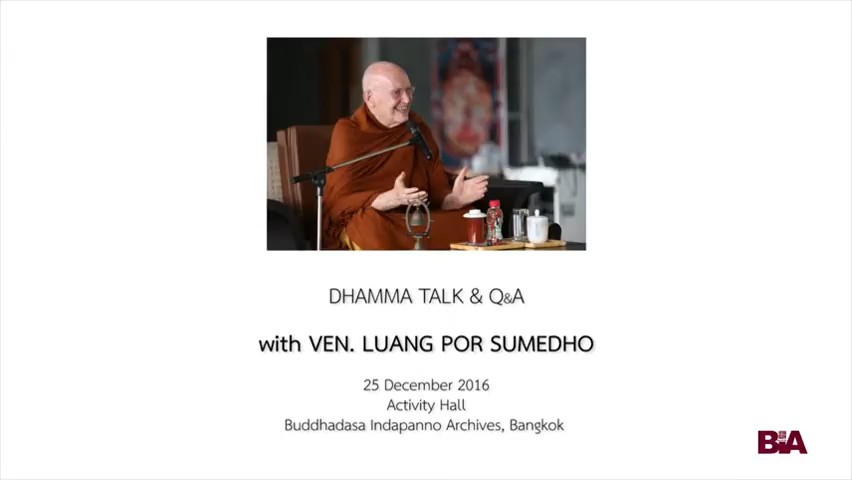 DHAMMA TALK & Q&A
with VEN. LUANG POR SUMEDHO
25 December 2016
Activity Hall
Buddhadasa Indapanno Archives, Bangkok
BIA